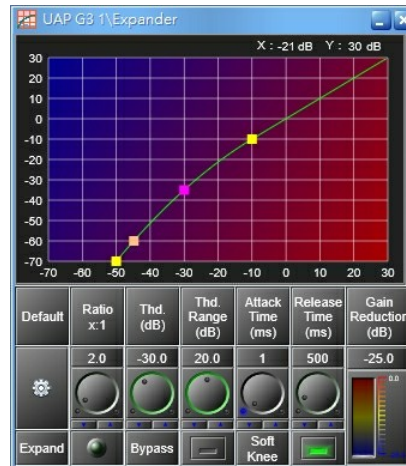 UAP G3 1\Expander
X : -21 dB Y : 30 dB
30
20
10
0
-10
-20
-30
-40
-50
-60
-70
-70 -60 -50 -40 -30 -20 -10 0 10 20 30
Default
Ratio
x:1
Thd.
(dB)
Thd.
Range
(dB)
Attack
Time
(ms)
Release
Time
(ms)
Gain
Reduction
(dB)
2.0 -30.0 20.0 1 500 -25.0
0.0
Expand
Bypass
Soft
Knee